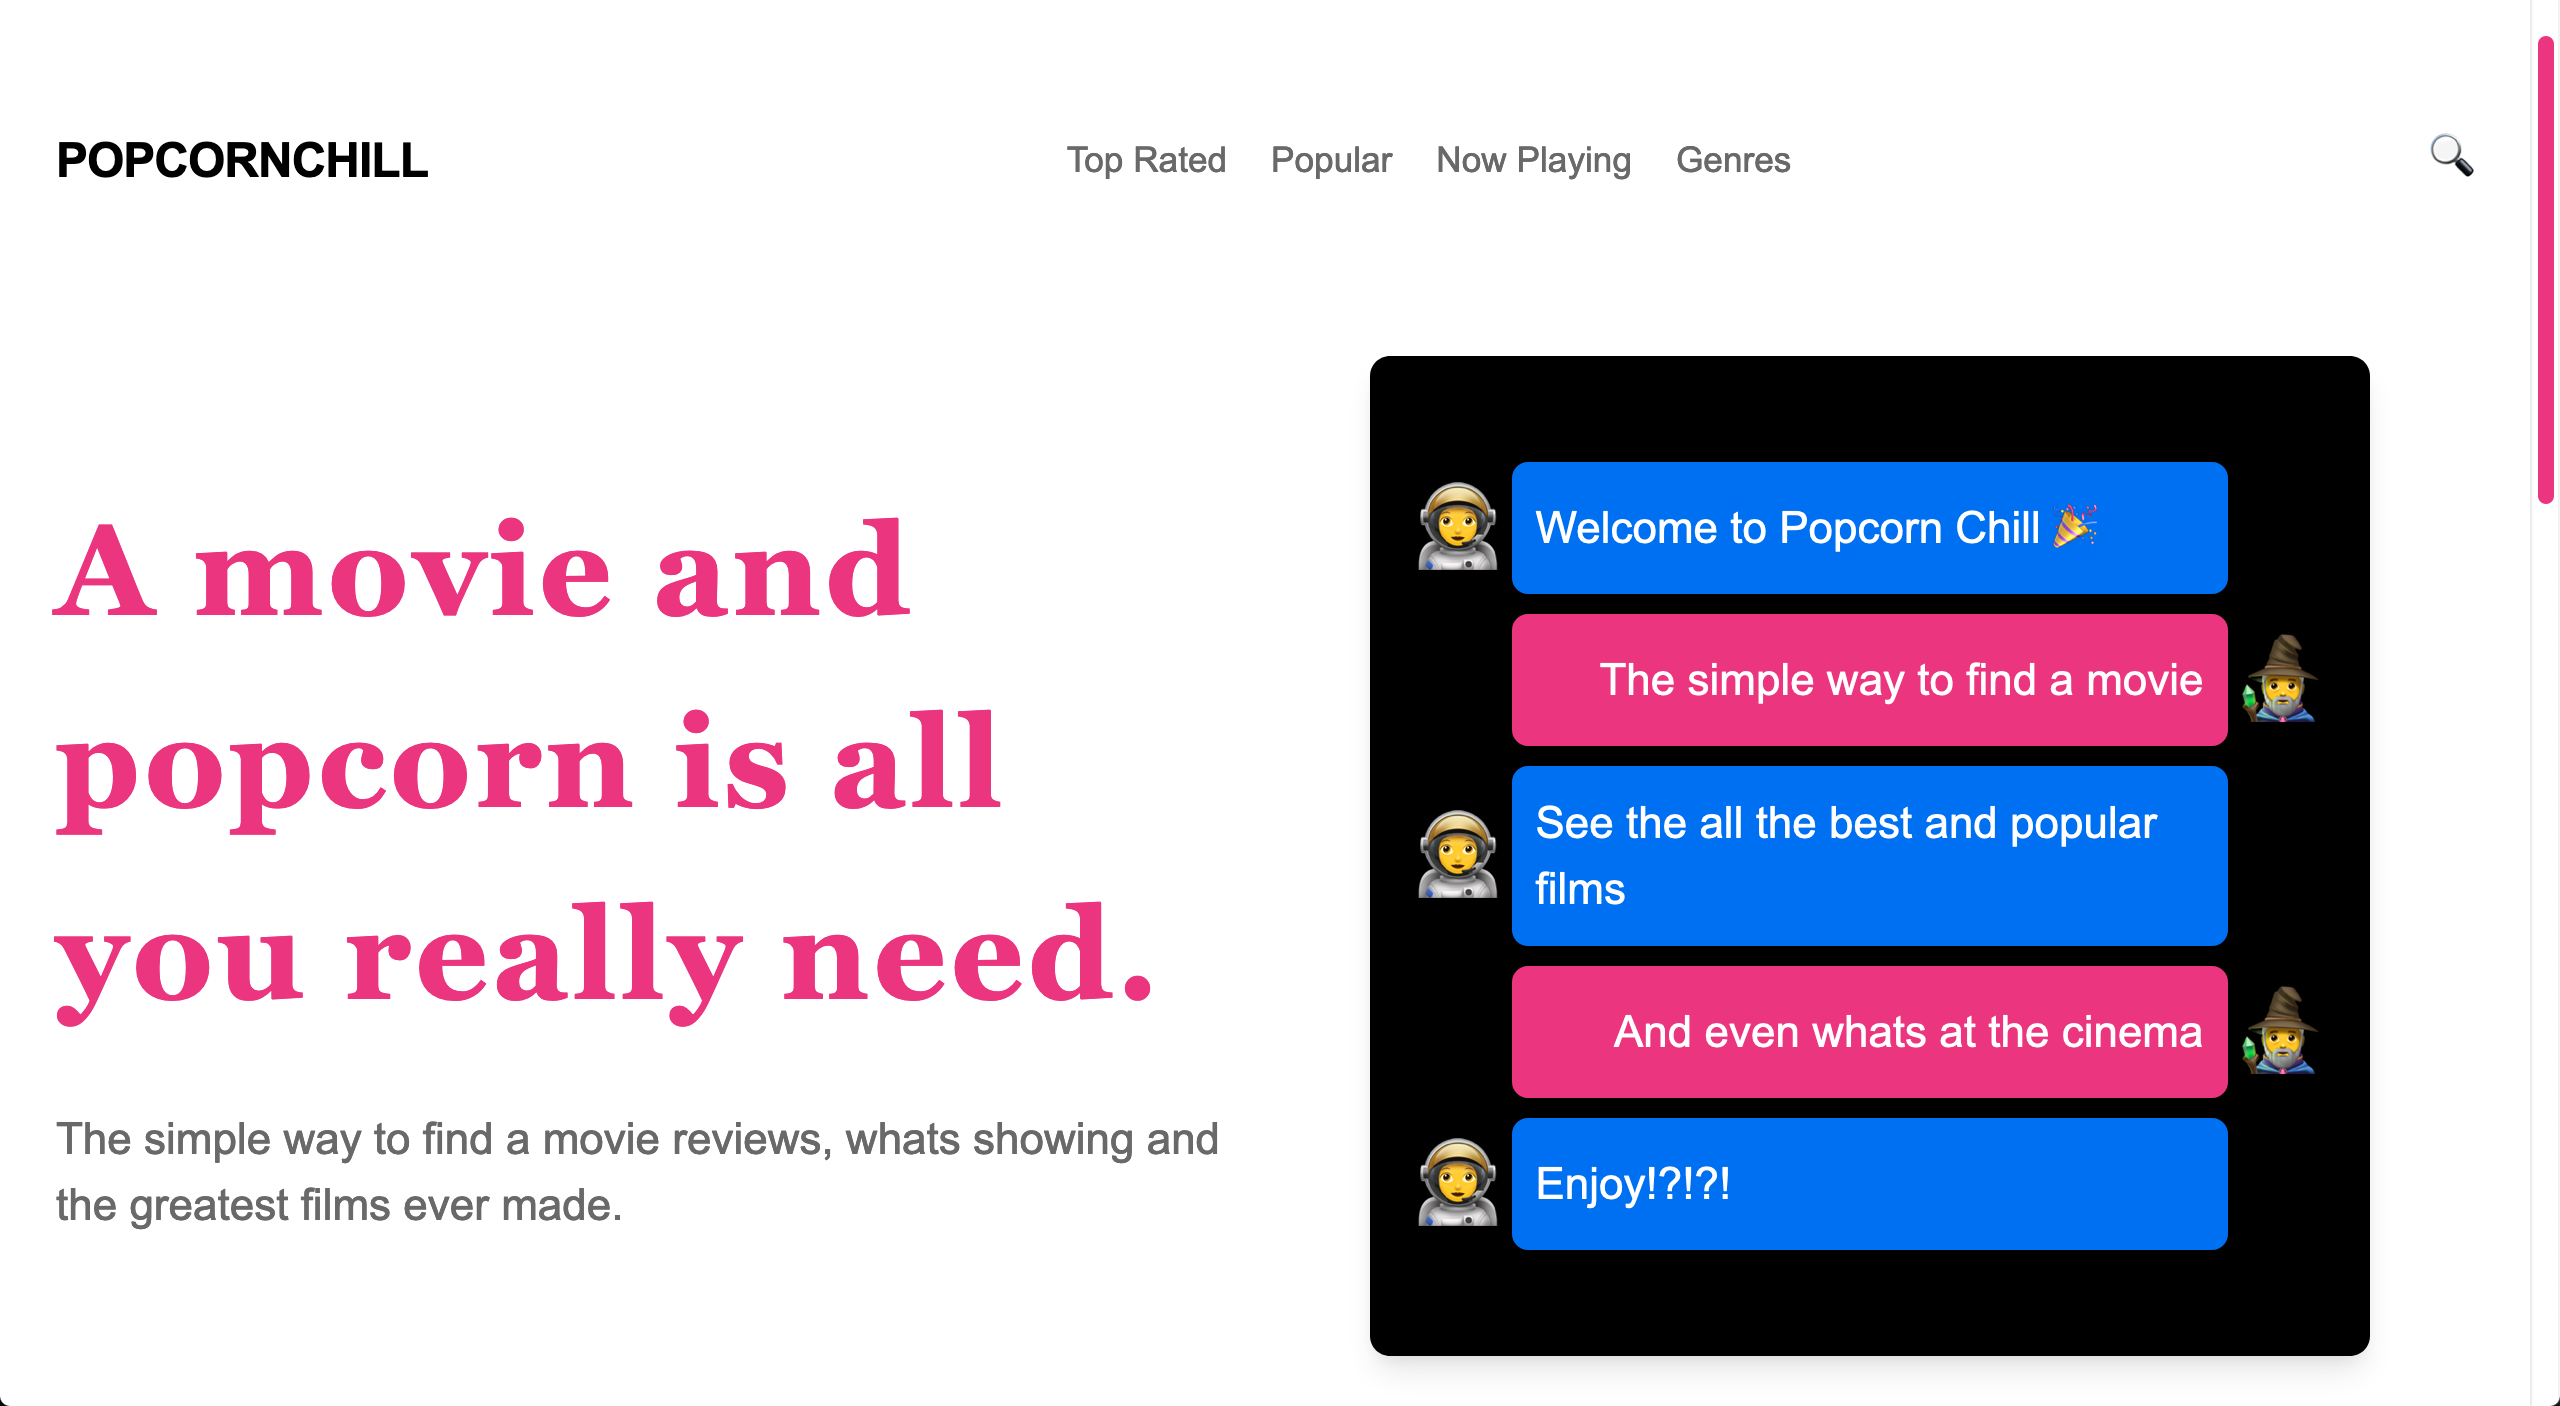 POPCORNCHILL
Top Rated Popular Now Playing Genres
A movie and
popcorn is all
you really need.
The simple way to find a movie reviews, whats showing and
the greatest films ever made.
Welcome to Popcorn Chill 🎉
The simple way to find a movie
See the all the best and popular
films
And even whats at the cinema
Enjoy!?!?!